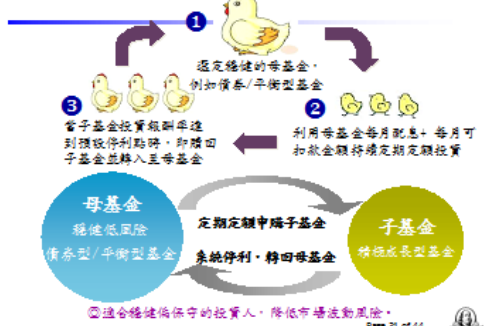 1
選定穩健的母基金，
例如債券/平衡型基金
3
當子基金投資報酬率達
到預設停利點時，即贖回
子基金並轉入至母基金
2
利用母基金每月配息+ 每月可
扣款金額持續定期定額投資
母基金
穩健低風險
債券型/平衡型基金
定期定額申購子基金
系統停利，轉回母基金
子基金
積極成長型基金
◎適合穩健偏保守的投資人，降低市場波動風險。
Page 31 of 44